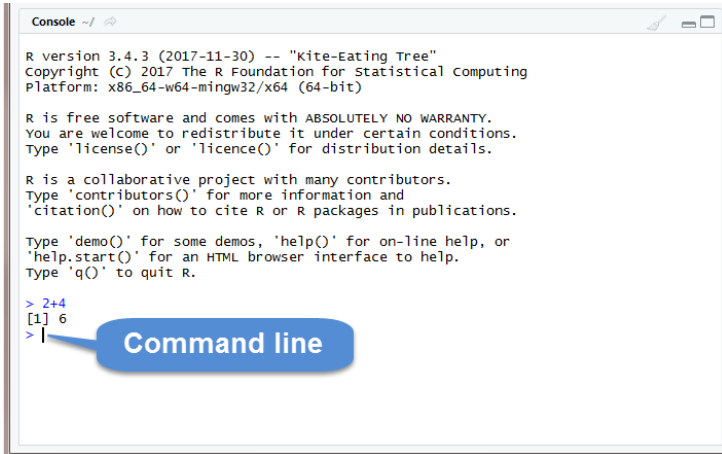 Console ~/
R version 3.4.3 (2017-11-30) -- "Kite-Eating Tree"
Copyright (C) 2017 The R Foundation for Statistical Computing
Platform: x86_64-w64-mingw32/x64 (64-bit)
R is free software and comes with ABSOLUTELY NO WARRANTY.
You are welcome to redistribute it under certain conditions.
Type 'license()' or 'licence()' for distribution details.
R is a collaborative project with many contributors.
Type 'contributors()' for more information and
'citation()' on how to cite R or R packages in publications.
Type 'demo()' for some demos, 'help()' for on-line help, or
'help.start()' for an HTML browser interface to help.
Type 'q()' to quit R.
> 2+4
[1] 6
>
Command line